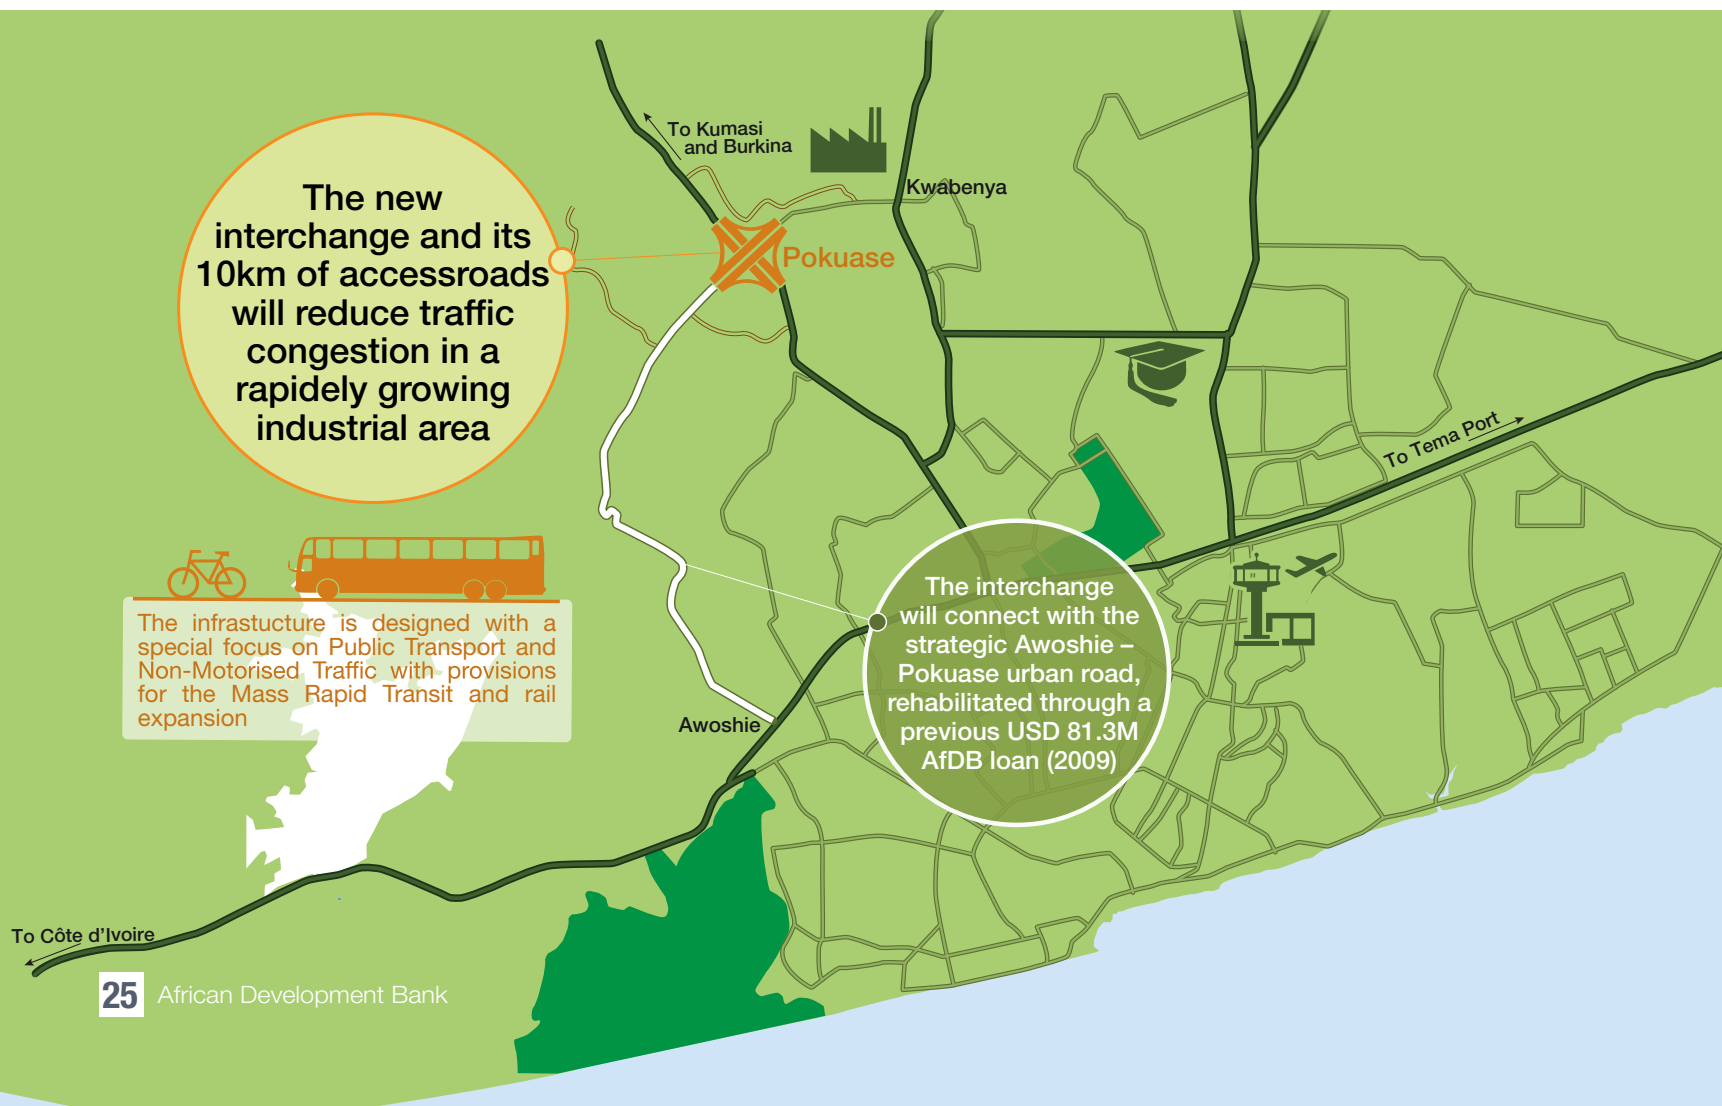 To Kumasi
and Burkina
Kwabenya
The new
interchange and its
10km of accessroads
will reduce traffic
congestion in a
rapidely growing
industrial area
Pokuase
To Tema Port
The infrastucture is designed with a
special focus on Public Transport and
Non-Motorised Traffic with provisions
for the Mass Rapid Transit and rail
expansion
The interchange
will connect with the
strategic Awoshie –
Pokuase urban road,
rehabilitated through a
previous USD 81.3M
AfDB loan (2009)
Awoshie
To Côte d'Ivoire
25 African Development Bank